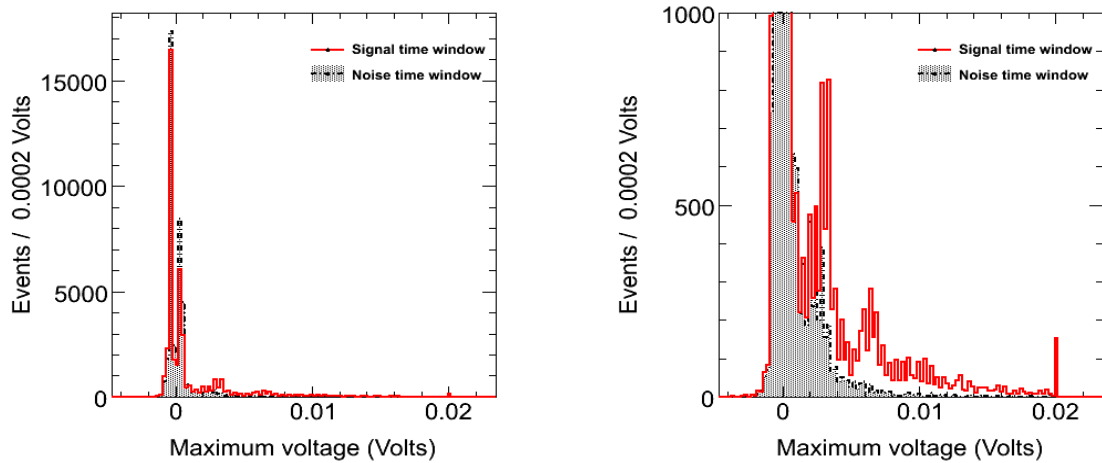 Events / 0.0002 Volts
15000
10000
5000
0
Signal time window
Noise time window
0
0.01
0.02
Maximum voltage (Volts)
Events / 0.0002 Volts
1000
500
0
Signal time window
Noise time window
0
0.01
0.02
Maximum voltage (Volts)